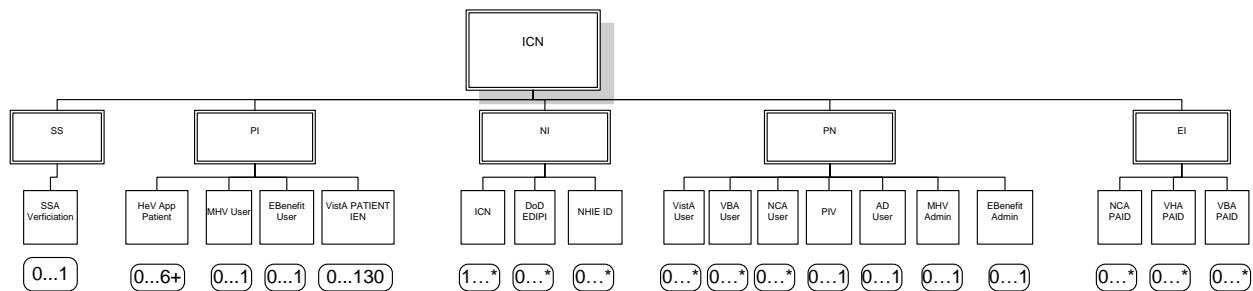 ICN
SS
PI
NI
PN
EI
SSA
Verficiation
HeV App
Patient
MHV User
EBenefit
User
VistA PATIENT
IEN
ICN
DoD
EDIPI
NHIE ID
VistA
User
VBA
User
NCA
User
PIV
AD
User
MHV
Admin
EBenefit
Admin
NCA
PAID
VHA
PAID
VBA
PAID
0...1
0...6+
0...1
0...1
0...130
1...*
0...*
0...*
0...*
0...*
0...*
0...1
0...1
0...1
0...1
0...*
0...*
0...*